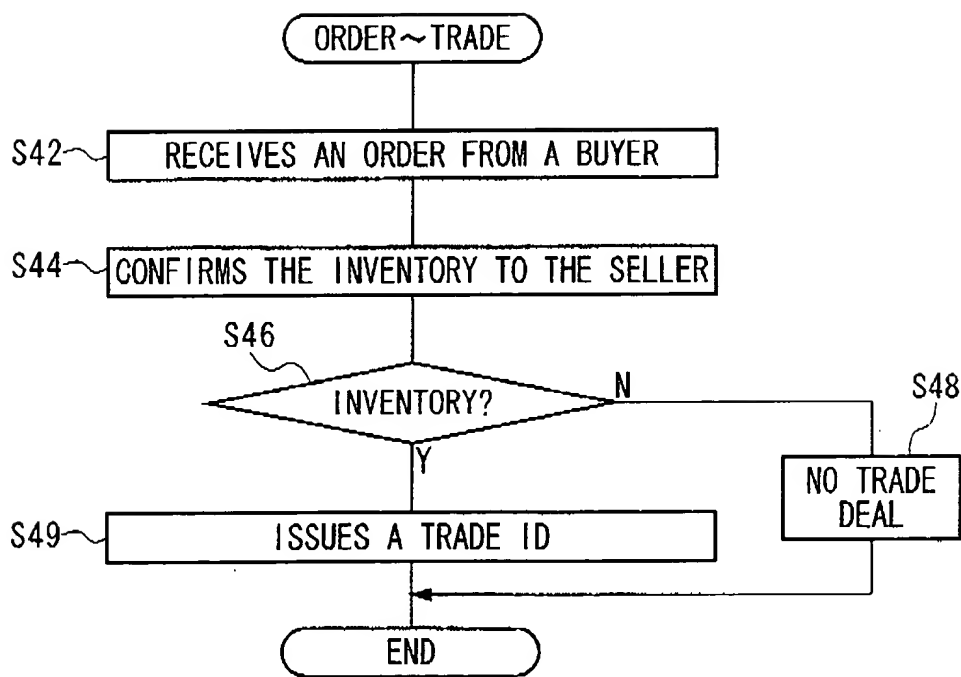 ORDER～TRADE
S42
RECEIVES AN ORDER FROM A BUYER
S44
CONFIRMS THE INVENTORY TO THE SELLER
S46
INVENTORY?
N
Y
S48
NO TRADE
DEAL
S49
ISSUES A TRADE ID
END